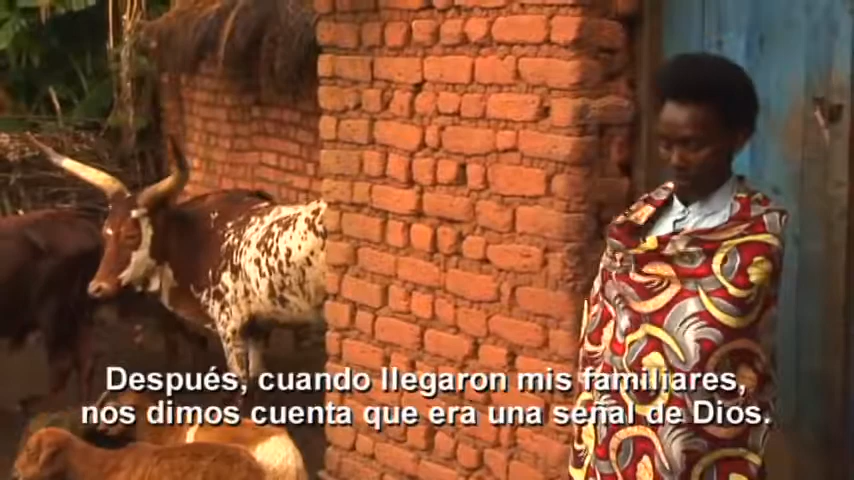 Después, cuando llegaron mis familiares,
nos dimos cuenta que era una señal de Dios.